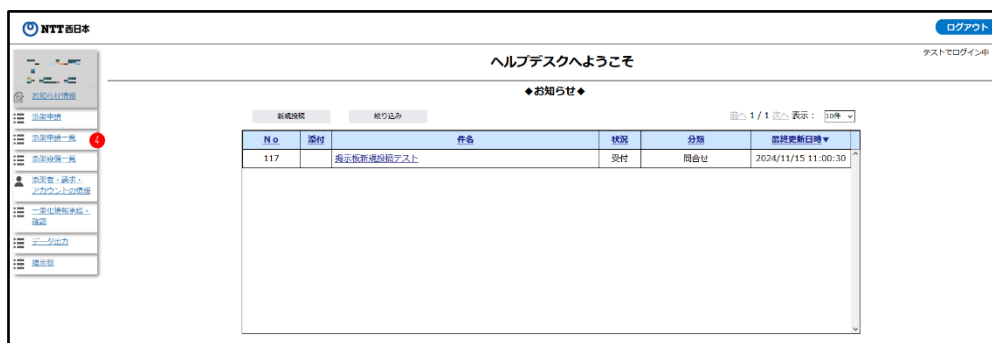 NTT西日本
ログアウト
テストでログイン中
ヘルプデスクへようこそ
◆お知らせ◆
お知らせ情報
添架申請
添架申請一覧
4
添架設備一覧
添架者・請求・
アカウントの情報
一束化情報承諾・
確認
データ出力
掲示板
新規投稿
絞り込み
前へ 1 / 1 次へ 表示： 10件
No 添付 件名 状況 分類 最終更新日時▼
117 掲示板新規投稿テスト 受付 問合せ 2024/11/15 11:00:30